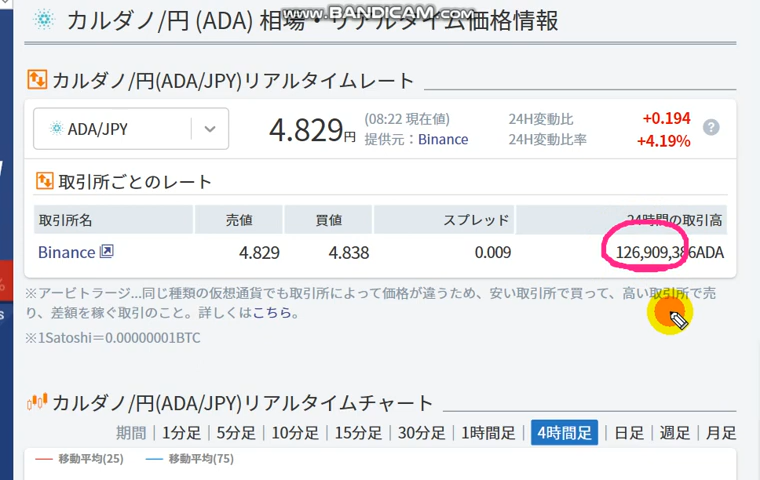 www.BANDICAM.com
カルダノ/円 (ADA) 相場・リアルタイム価格情報
カルダノ/円(ADA/JPY)リアルタイムレート
ADA/JPY
4.829円
(08:22 現在値)
提供元：Binance
24H変動比 +0.194 ?
24H変動比率 +4.19%
取引所ごとのレート
取引所名 売値 買値 スプレッド 24時間の取引高
Binance 4.829 4.838 0.009 126,909,386ADA
※アービトラージ...同じ種類の仮想通貨でも取引所によって価格が違うため、安い取引所で買って、高い取引所で売
り、差額を稼ぐ取引のこと。詳しくはこちら。
※1Satoshi＝0.00000001BTC
カルダノ/円(ADA/JPY)リアルタイムチャート
期間 | 1分足 | 5分足 | 10分足 | 15分足 | 30分足 | 1時間足 | 4時間足 | 日足 | 週足 | 月足
移動平均(25) 移動平均(75)